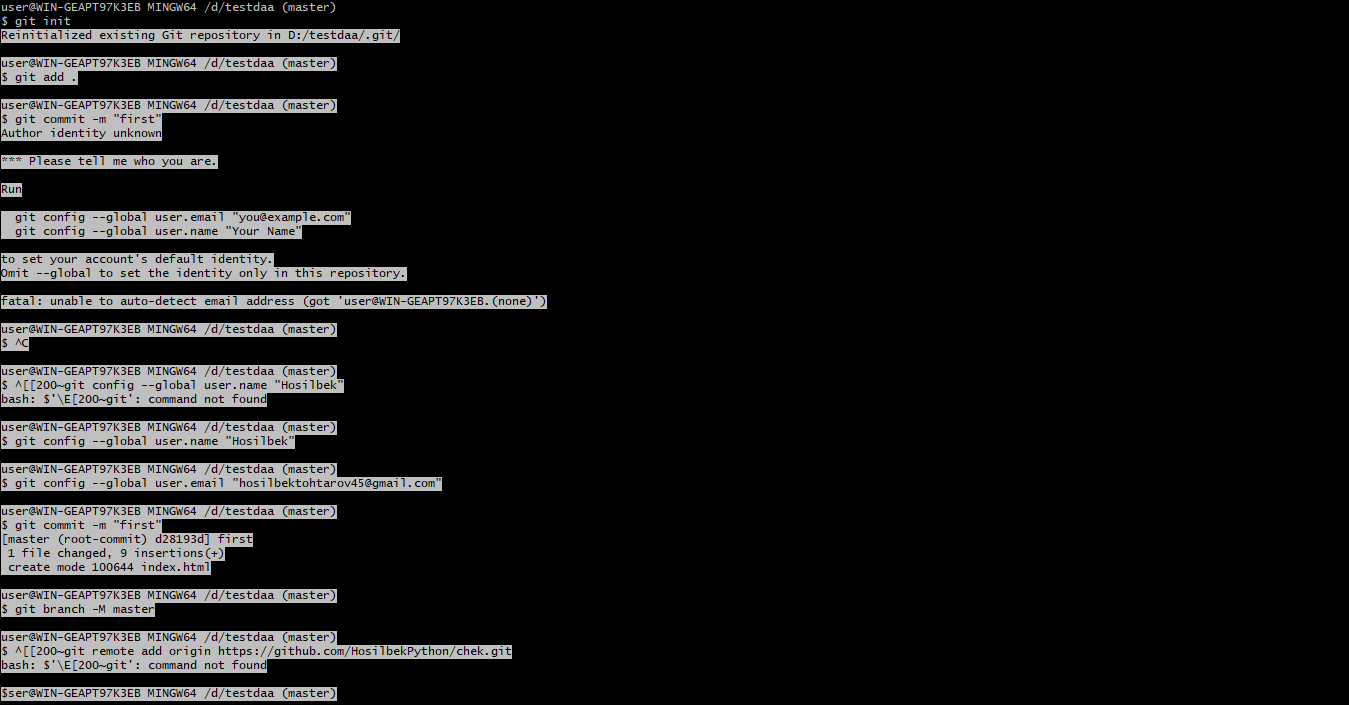 user@WIN-GEAPT97K3EB MINGW64 /d/testdaa (master)
$ git init
Reinitialized existing Git repository in D:/testdaa/.git/
user@WIN-GEAPT97K3EB MINGW64 /d/testdaa (master)
$ git add .
user@WIN-GEAPT97K3EB MINGW64 /d/testdaa (master)
$ git commit -m "first"
Author identity unknown
*** Please tell me who you are.
Run
  git config --global user.email "you@example.com"
  git config --global user.name "Your Name"
to set your account's default identity.
Omit --global to set the identity only in this repository.
fatal: unable to auto-detect email address (got 'user@WIN-GEAPT97K3EB.(none)')
user@WIN-GEAPT97K3EB MINGW64 /d/testdaa (master)
$ ^C
user@WIN-GEAPT97K3EB MINGW64 /d/testdaa (master)
$ ^[[200~git config --global user.name "Hosilbek"
bash: $'\E[200~git': command not found
user@WIN-GEAPT97K3EB MINGW64 /d/testdaa (master)
$ git config --global user.name "Hosilbek"
user@WIN-GEAPT97K3EB MINGW64 /d/testdaa (master)
$ git config --global user.email "hosilbektohtarov45@gmail.com"
user@WIN-GEAPT97K3EB MINGW64 /d/testdaa (master)
$ git commit -m "first"
[master (root-commit) d28193d] first
 1 file changed, 9 insertions(+)
 create mode 100644 index.html
user@WIN-GEAPT97K3EB MINGW64 /d/testdaa (master)
$ git branch -M master
user@WIN-GEAPT97K3EB MINGW64 /d/testdaa (master)
$ ^[[200~git remote add origin https://github.com/HosilbekPython/chek.git
bash: $'\E[200~git': command not found
$ser@WIN-GEAPT97K3EB MINGW64 /d/testdaa (master)